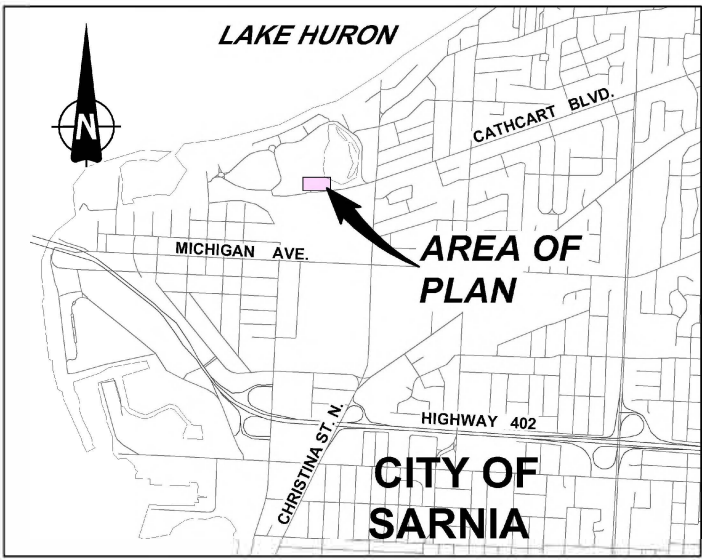 LAKE HURON
N
CATHCART BLVD.
MICHIGAN AVE.
AREA OF
PLAN
HIGHWAY 402
CHRISTINA ST. N.
CITY OF
SARNIA